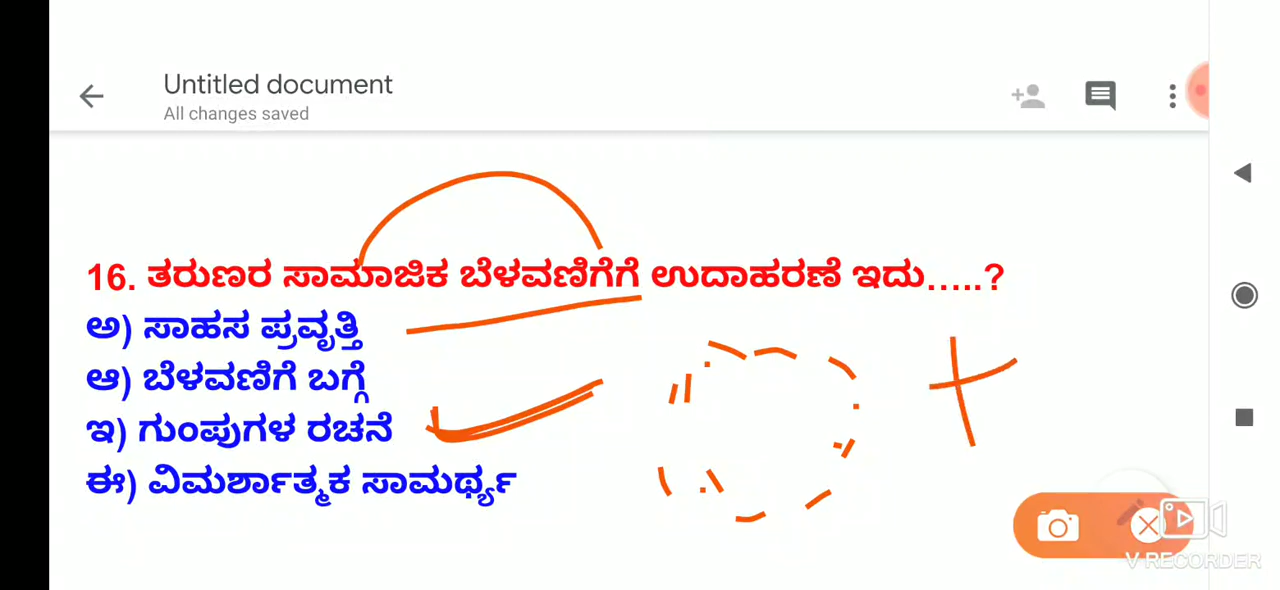 Untitled document
All changes saved
16. ತರುಣರ ಸಾಮಾಜಿಕ ಬೆಳವಣಿಗೆಗೆ ಉದಾಹರಣೆ ಇದು.....?
ಅ) ಸಾಹಸ ಪ್ರವೃತ್ತಿ
ಆ) ಬೆಳವಣಿಗೆ ಬಗ್ಗೆ
ಇ) ಗುಂಪುಗಳ ರಚನೆ
ಈ) ವಿಮರ್ಶಾತ್ಮಕ ಸಾಮರ್ಥ್ಯ
V RECORDER